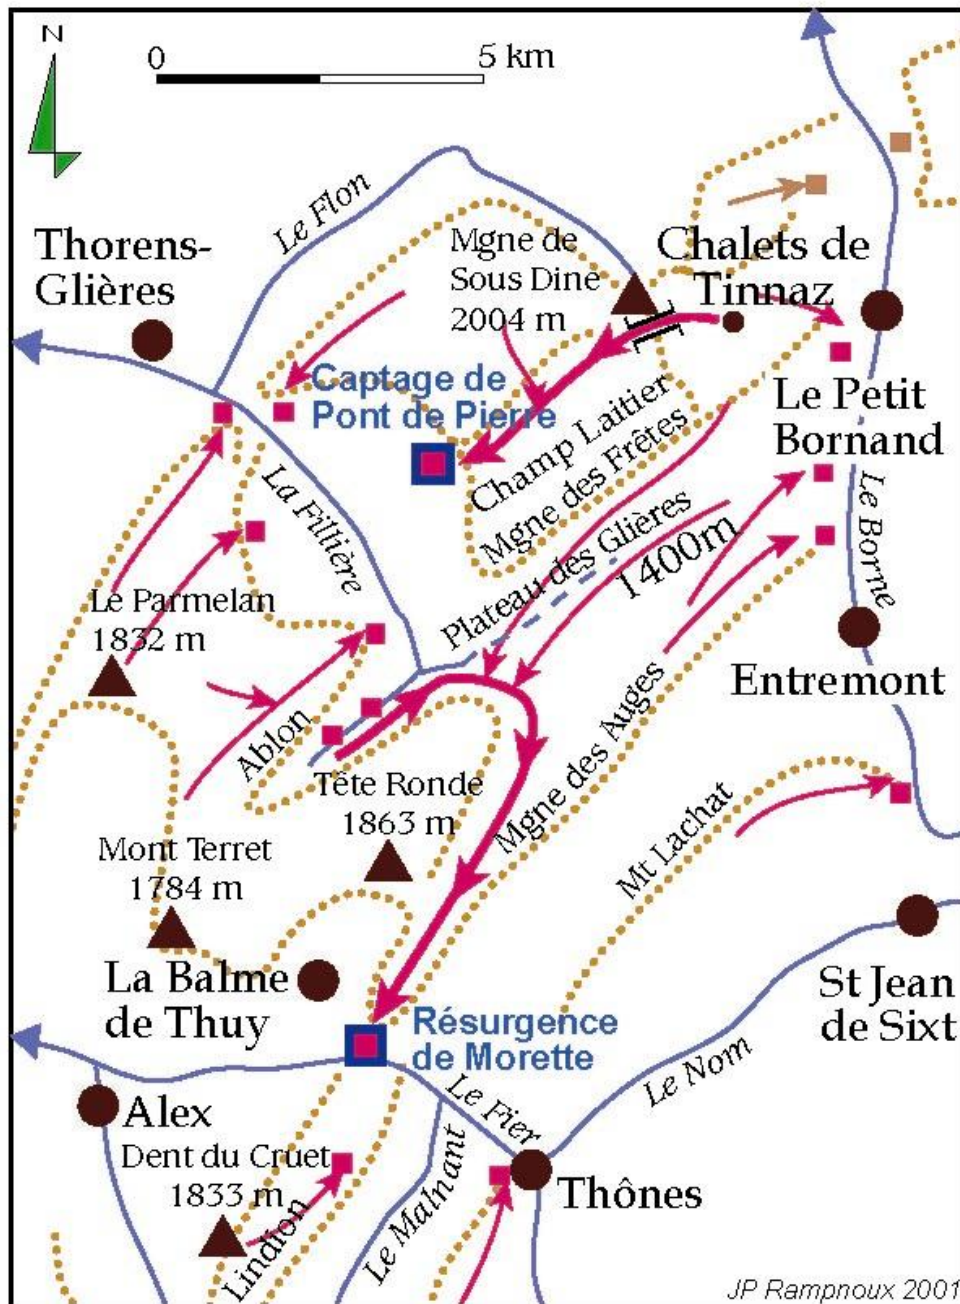 N
0 5 km
Le Flon
Thorens-
Glières
Mgne de
Sous Dine
2004 m
Chalets de
Tinnaz
Captage de
Pont de Pierre
Le Petit
Bornand
Champ Laitier
Mgne des Frêtes
La Fillière
Plateau des Glières
1400m
Le Borne
Le Parmelan
1832 m
Entremont
Ablon
Mgne des Auges
Tête Ronde
1863 m
Mt Lachat
Mont Terret
1784 m
La Balme
de Thuy
St Jean
de Sixt
Résurgence
de Morette
Le Nom
Le Fier
Alex
Dent du Cruet
1833 m
Le Malnant
Thônes
Lindion
JP Rampnoux 2001